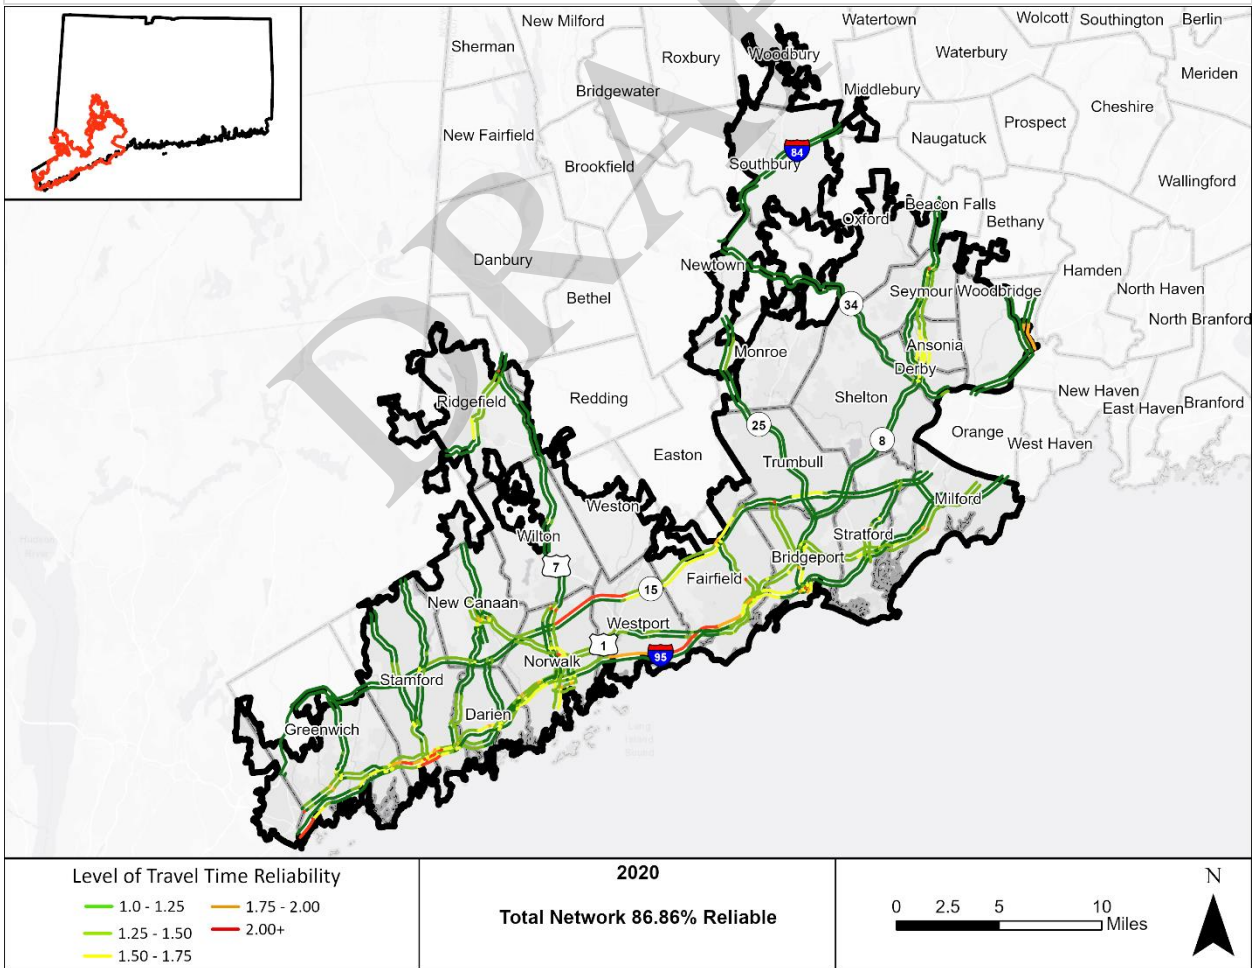 New Milford
Watertown
Wolcott
Southington
Berlin
Sherman
Roxbury
Woodbury
Waterbury
Meriden
Bridgewater
Middlebury
Cheshire
New Fairfield
Prospect
Naugatuck
Brookfield
84
Southbury
Wallingford
Oxford
Beacon Falls
Bethany
Danbury
Newtown
Hamden
Bethel
34
Seymour
Woodbridge
North Haven
North Branford
Monroe
Ansonia
Derby
Ridgefield
Redding
Shelton
New Haven
East Haven
Branford
25
8
Orange
West Haven
Easton
Trumbull
Weston
Milford
Wilton
Stratford
Bridgeport
7
Fairfield
15
New Canaan
Westport
1
95
Norwalk
Stamford
Darien
Greenwich
DRA
Level of Travel Time Reliability
1.0 - 1.25
1.25 - 1.50
1.50 - 1.75
1.75 - 2.00
2.00+
2020
Total Network 86.86% Reliable
0 2.5 5 10
Miles
N